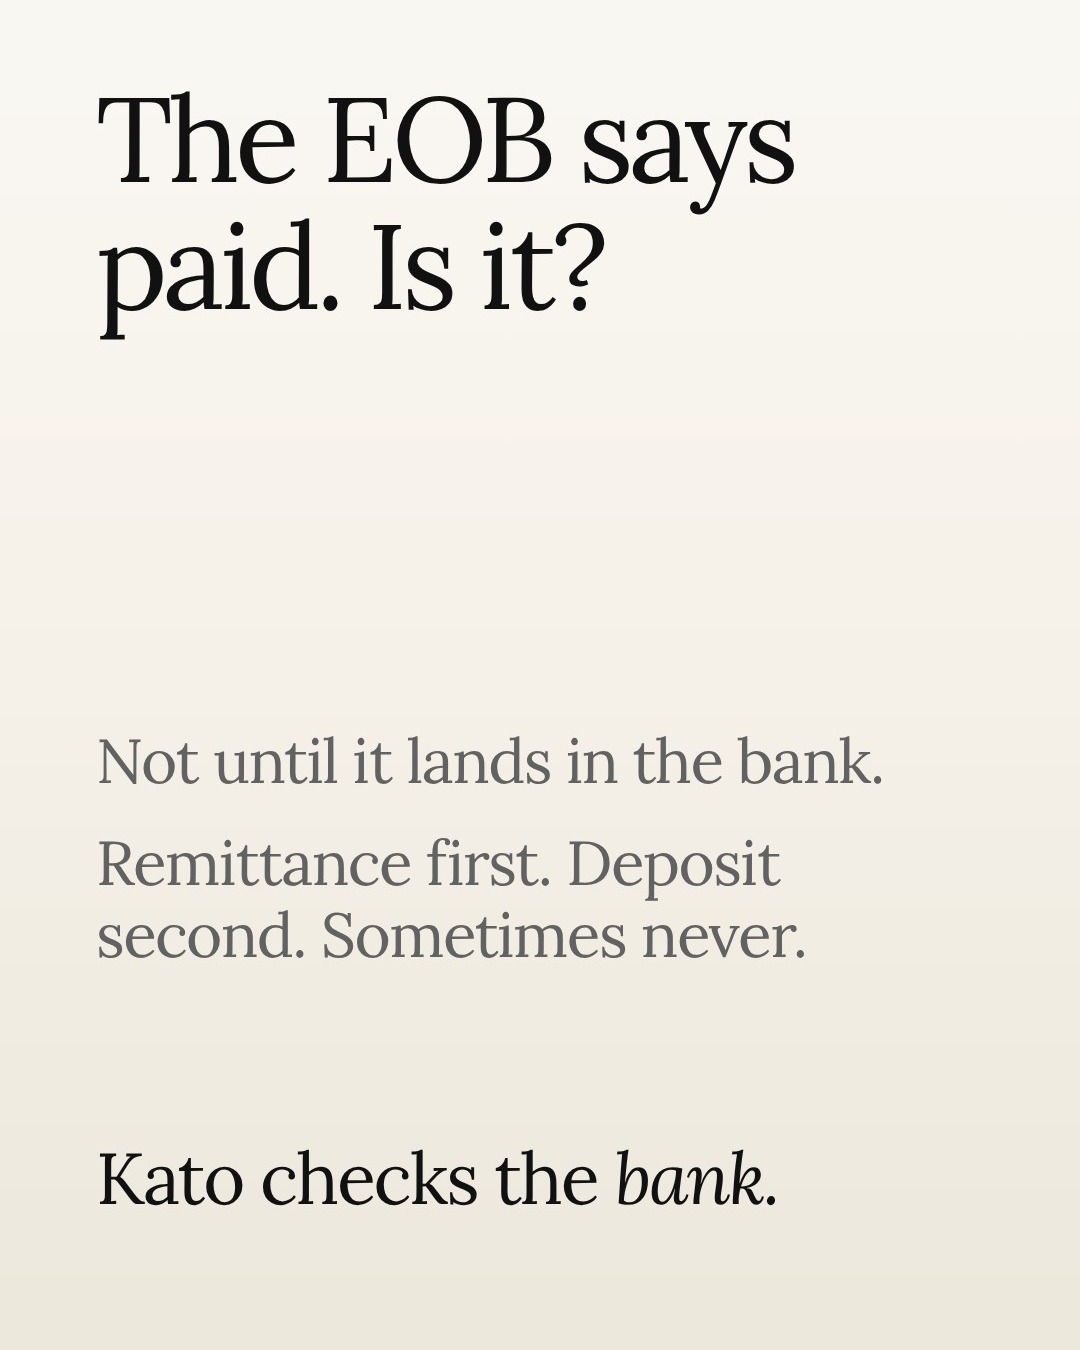 The EOB says
paid. Is it?
Not until it lands in the bank.
Remittance first. Deposit
second. Sometimes never.
Kato checks the bank.